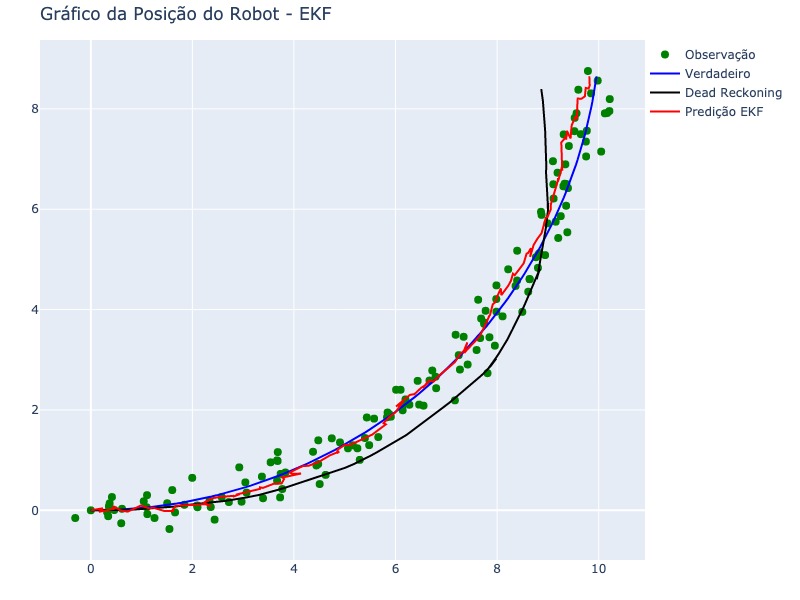 Gráfico da Posição do Robot - EKF
Observação
Verdadeiro
Dead Reckoning
Predição EKF
8
6
4
2
0
0 2 4 6 8 10